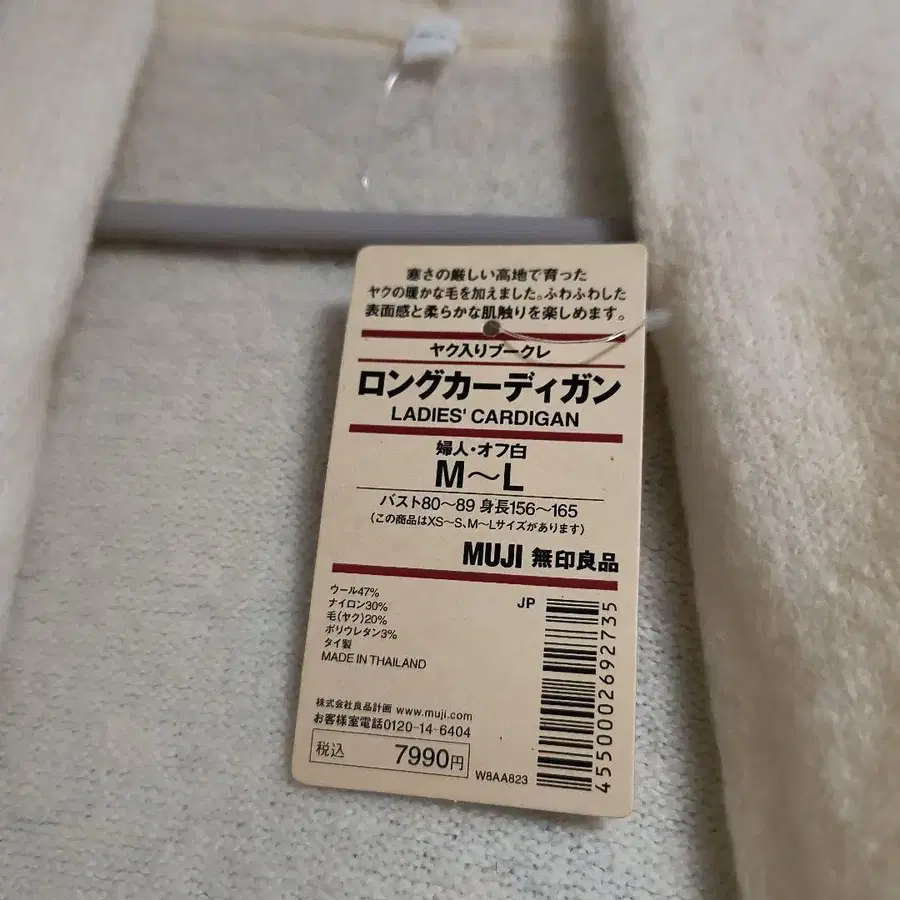 寒さの厳しい高地で育った
ヤクの暖かな毛を加えました。ふわふわした
表面感と柔らかな肌触りを楽しめます。
ヤク入りブークレ
ロングカーディガン
LADIES' CARDIGAN
婦人・オフ白
M～L
バスト80～89 身長156～165
(この商品はXS～S、M～Lサイズがあります)
MUJI 無印良品
ウール47%
ナイロン30%
毛(ヤク)20%
ポリウレタン3%
タイ製
MADE IN THAILAND
JP
4550002692735
株式会社良品計画 www.muji.com
お客様室電話0120-14-6404
税込 7990円
W8AA823